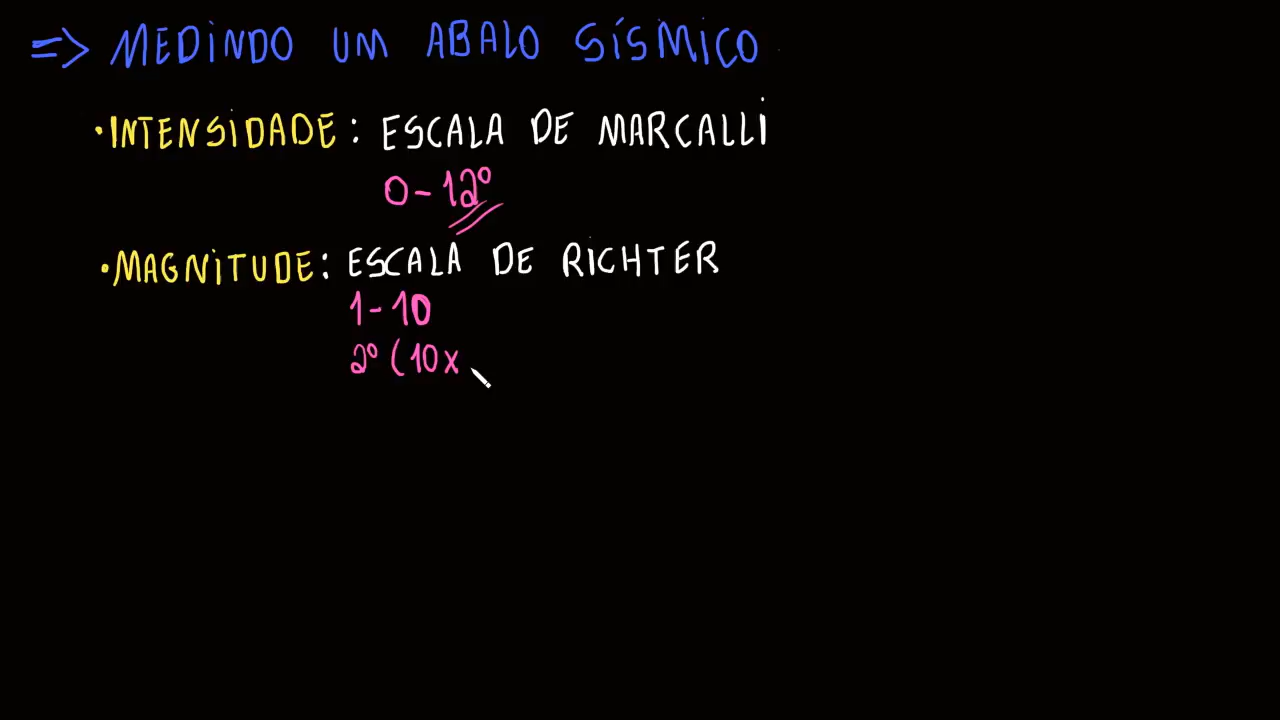 => MEDINDO UM ABALO SÍSMICO
• INTENSIDADE: ESCALA DE MARCALLI
0 - 12º
• MAGNITUDE: ESCALA DE RICHTER
1 - 10
2º (10x